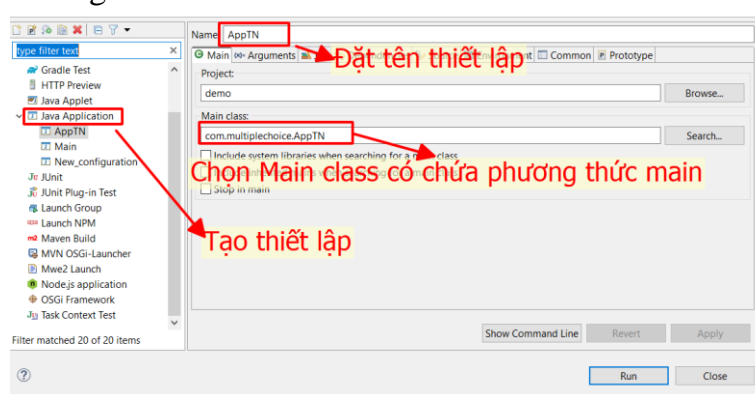 Name: AppTN
type filter text
Gradle Test
HTTP Preview
Java Applet
Java Application
AppTN
Main
New_configuration
JUnit
JUnit Plug-in Test
Launch Group
Launch NPM
Maven Build
MVN OSGi-Launcher
Mwe2 Launch
Node.js application
OSGi Framework
Task Context Test
Filter matched 20 of 20 items
Main (x)= Arguments Common Prototype
Đặt tên thiết lập
Project:
demo Browse...
Main class:
com.multiplechoice.AppTN Search...
Include system libraries when searching for a main class
Chọn Main class có chứa phương thức main
Stop in main
Tạo thiết lập
Show Command Line Revert Apply
Run Close